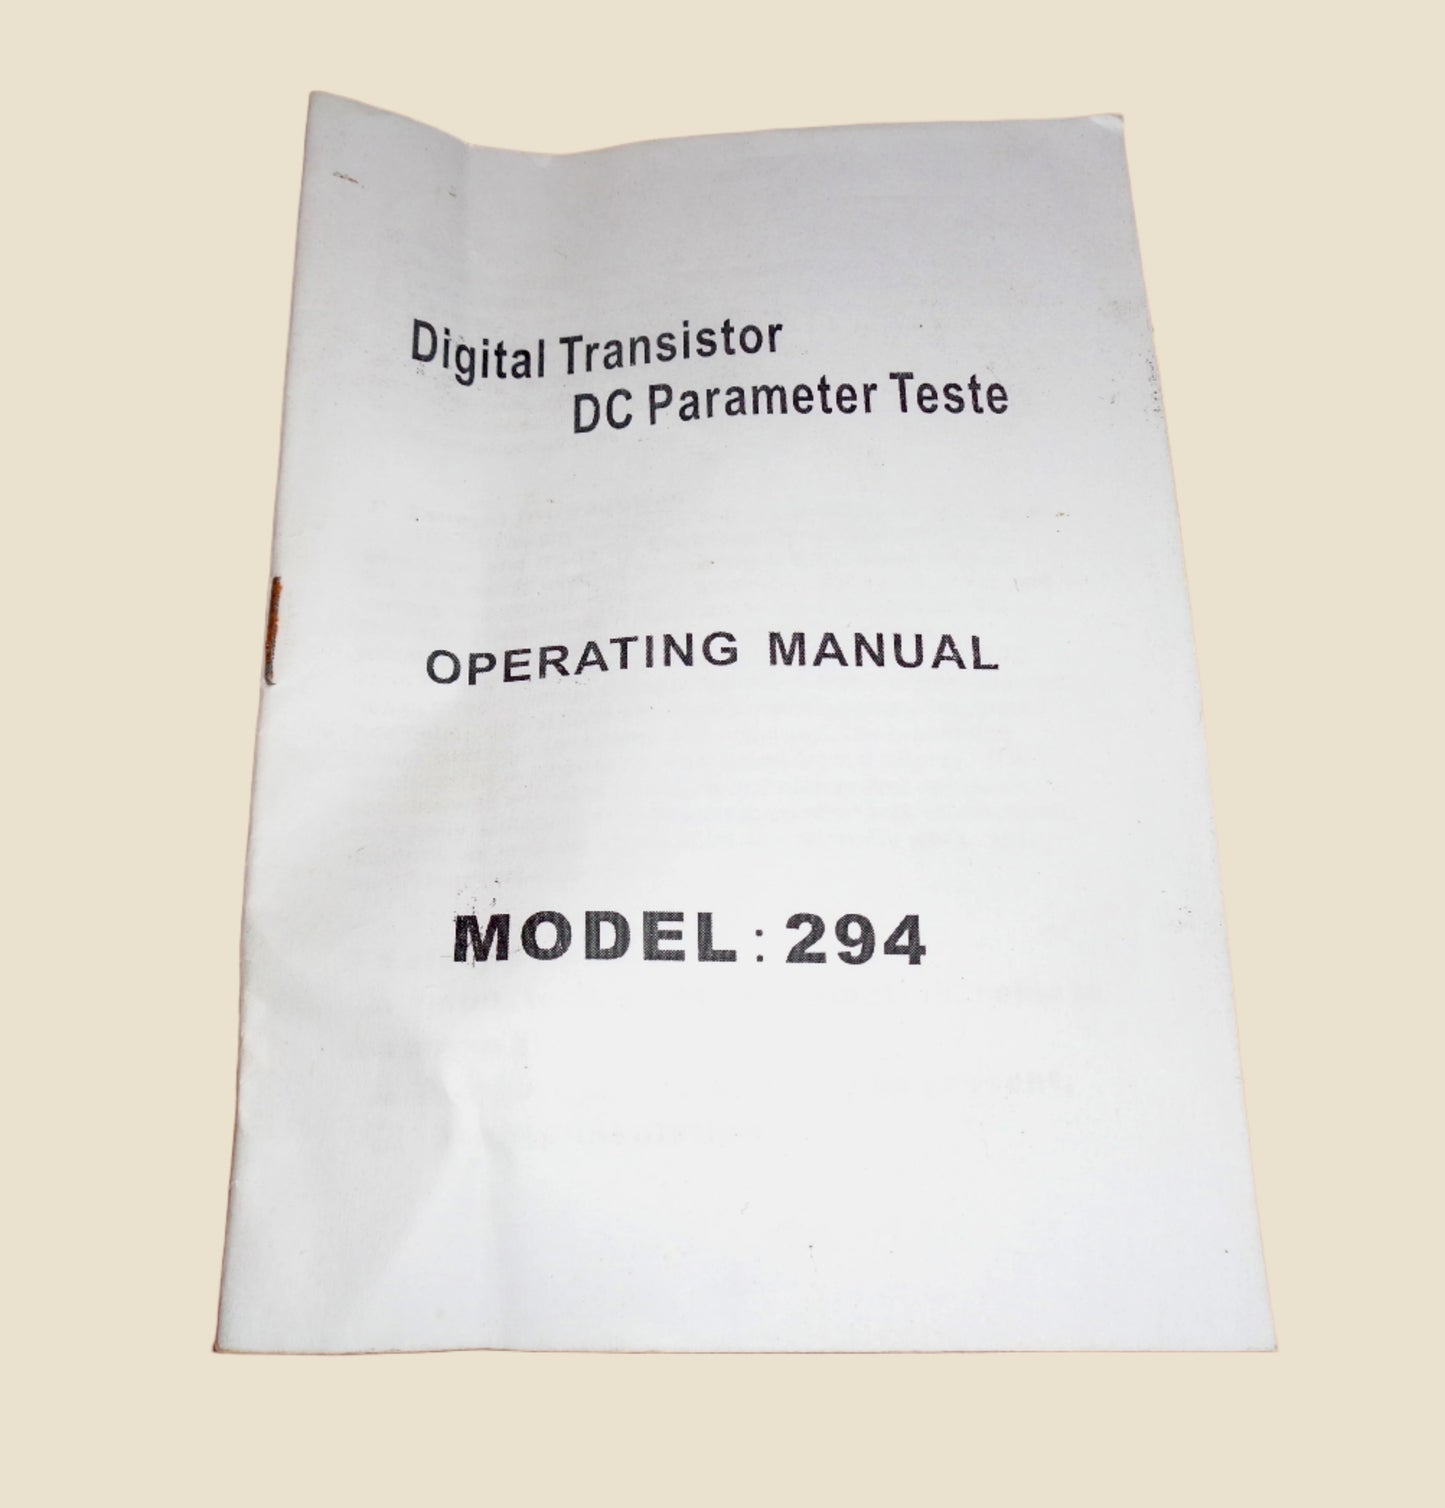 Digital Transistor
DC Parameter Teste
OPERATING MANUAL
MODEL: 294